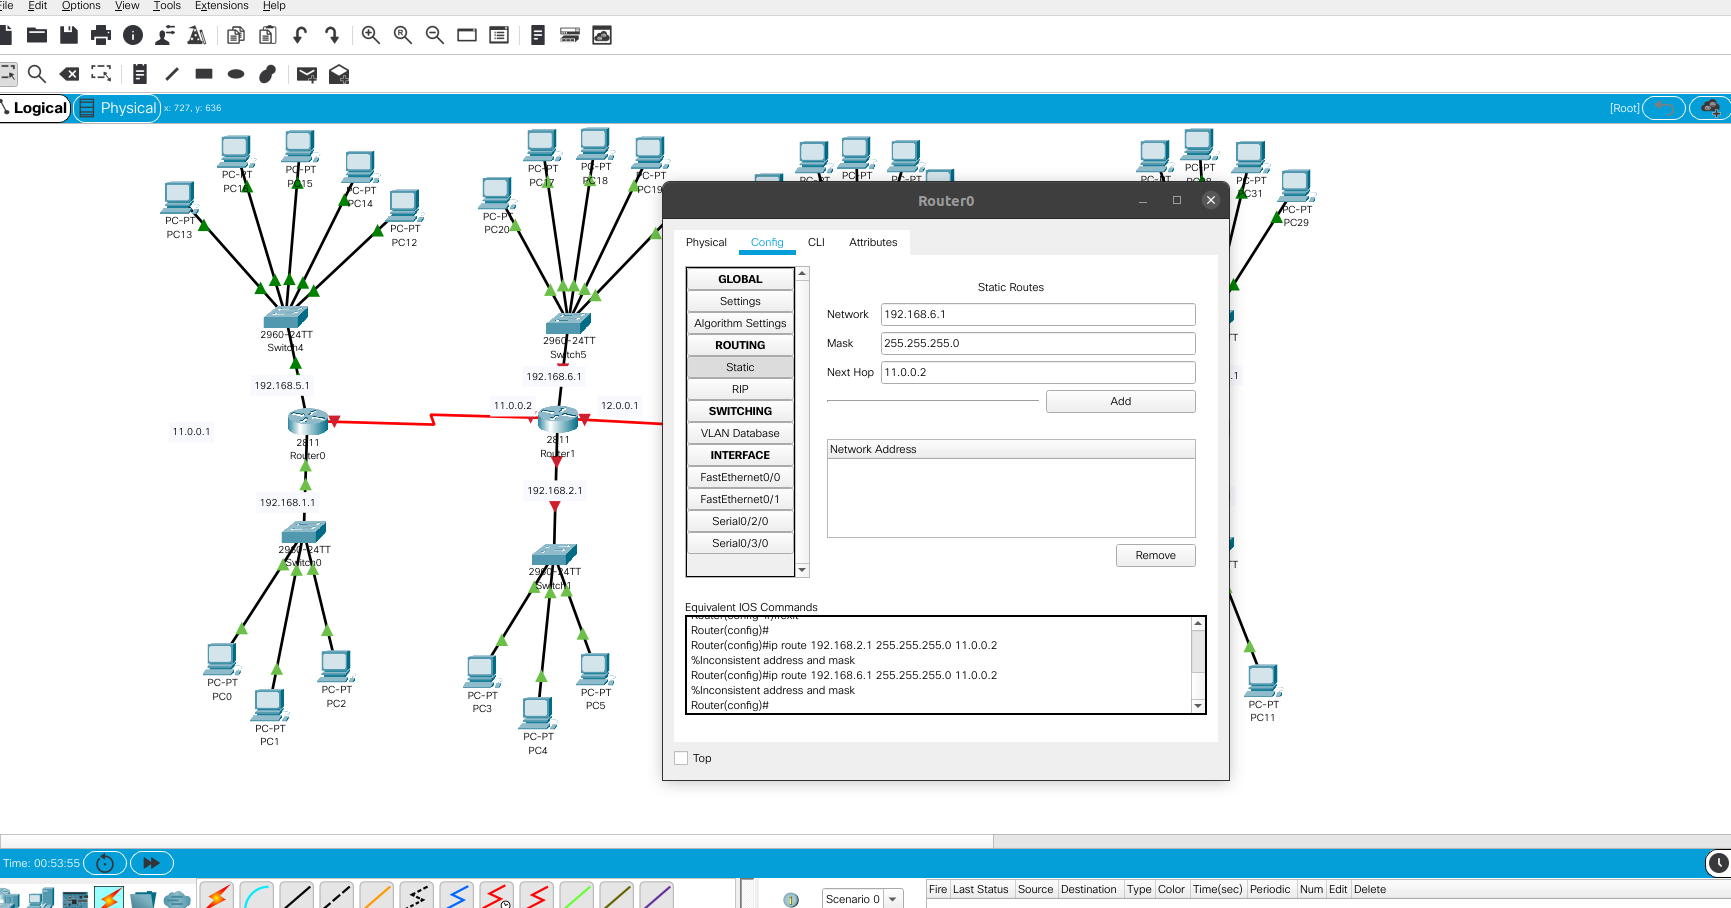 File Edit Options View Tools Extensions Help
Logical Physical x: 727, y: 636 [Root]
PC-PT
PC15
PC-PT
PC14
PC-PT
PC13
PC-PT
PC12
PC-PT
PC-PT
PC18
PC19
PC-PT
PC20
PC-PT
PC-PT
PC-PT
PC31
PC-PT
PC29
2960-24TT
Switch4
2960-24TT
Switch5
192.168.5.1
192.168.6.1
11.0.0.2
12.0.0.1
11.0.0.1
2811
Router0
2811
Router1
192.168.1.1
192.168.2.1
2960-24TT
Switch0
2960-24TT
Switch1
PC-PT
PC0
PC-PT
PC1
PC-PT
PC2
PC-PT
PC3
PC-PT
PC4
PC-PT
PC5
PC-PT
PC11
Router0
Physical Config CLI Attributes
GLOBAL
Settings
Algorithm Settings
ROUTING
Static
RIP
SWITCHING
VLAN Database
INTERFACE
FastEthernet0/0
FastEthernet0/1
Serial0/2/0
Serial0/3/0
Static Routes
Network 192.168.6.1
Mask 255.255.255.0
Next Hop 11.0.0.2
Add
Network Address
Remove
Equivalent IOS Commands
Router(config)#
Router(config)#ip route 192.168.2.1 255.255.255.0 11.0.0.2
%Inconsistent address and mask
Router(config)#ip route 192.168.6.1 255.255.255.0 11.0.0.2
%Inconsistent address and mask
Router(config)#
Top
Time: 00:53:55
Scenario 0
Fire Last Status Source Destination Type Color Time(sec) Periodic Num Edit Delete